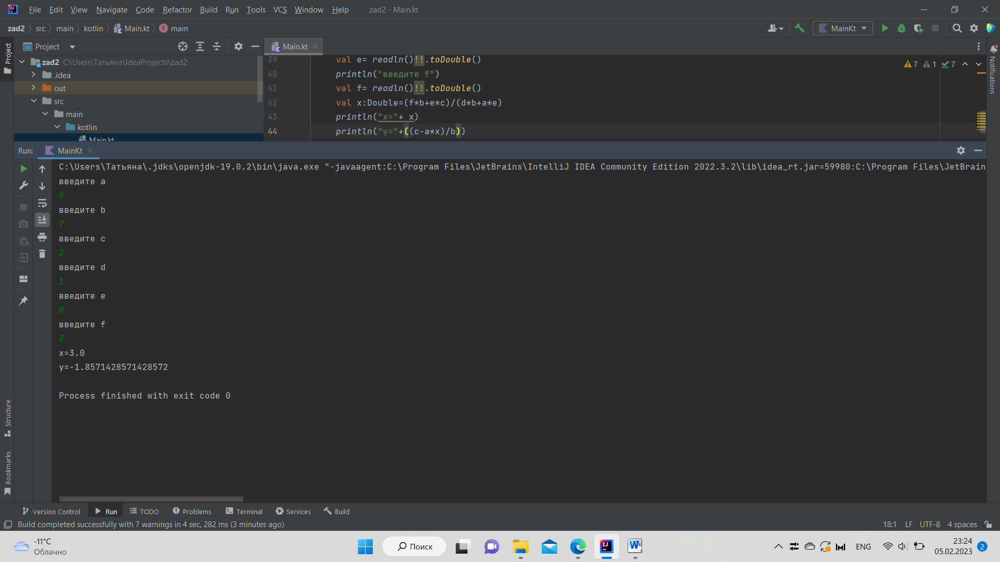 File Edit View Navigate Code Refactor Build Run Tools VCS Window Help zad2 - Main.kt
zad2 src main kotlin Main.kt main MainKt
Project Main.kt
zad2 C:\Users\Татьяна\IdeaProjects\zad2
.idea
out
src
main
kotlin
Main.kt
39 val e= readln()!!.toDouble()
40 println("введите f")
41 val f= readln()!!.toDouble()
42 val x:Double=(f*b+e*c)/(d*b+a*e)
43 println("x="+ x)
44 println("y="+((c-a*x)/b))
7 1 7
Project
Notifications
Run: MainKt
C:\Users\Татьяна\.jdks\openjdk-19.0.2\bin\java.exe "-javaagent:C:\Program Files\JetBrains\IntelliJ IDEA Community Edition 2022.3.2\lib\idea_rt.jar=59980:C:\Program Files\JetBrain
введите a
5
введите b
7
введите c
2
введите d
1
введите e
0
введите f
3
x=3.0
y=-1.8571428571428572
Process finished with exit code 0
Structure
Bookmarks
Version Control Run TODO Problems Terminal Services Build
Build completed successfully with 7 warnings in 4 sec, 282 ms (3 minutes ago) 18:1 LF UTF-8 4 spaces
-11°C
Облачно
Поиск
ENG
23:24
05.02.2023
2